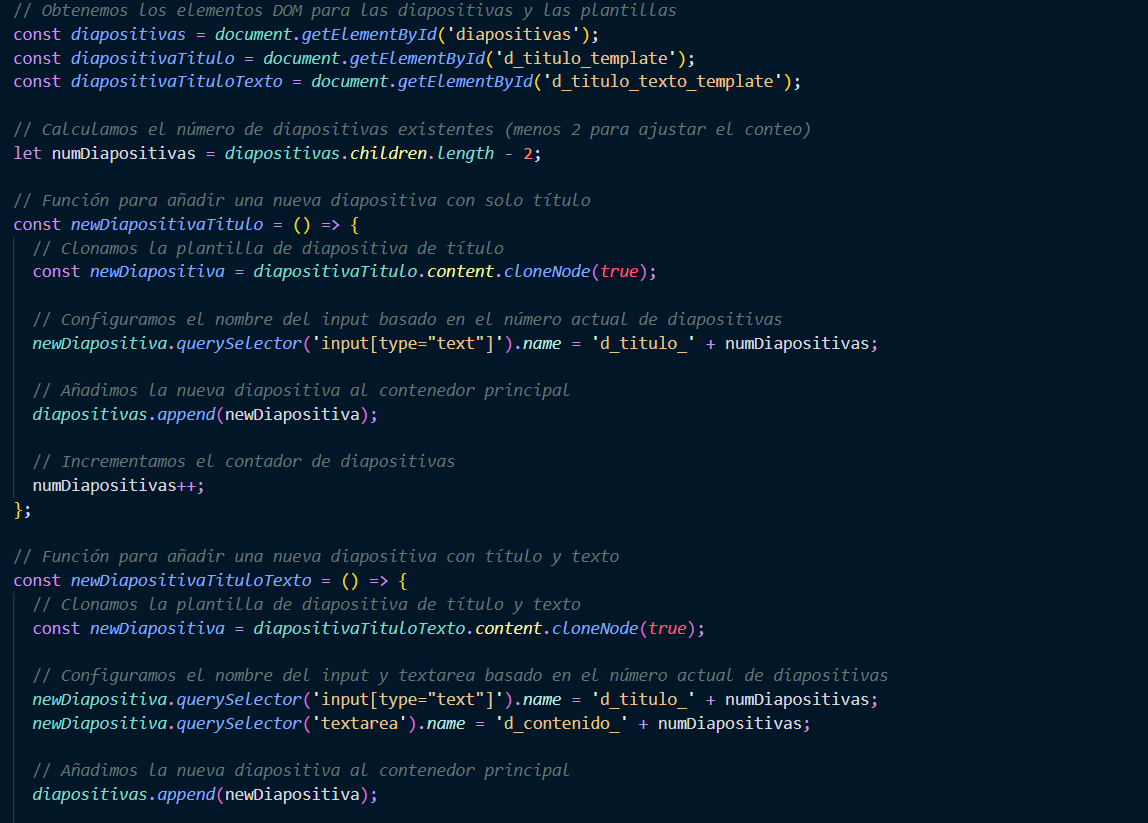 // Obtenemos los elementos DOM para las diapositivas y las plantillas
const diapositivas = document.getElementById('diapositivas');
const diapositivaTitulo = document.getElementById('d_titulo_template');
const diapositivaTituloTexto = document.getElementById('d_titulo_texto_template');

// Calculamos el número de diapositivas existentes (menos 2 para ajustar el conteo)
let numDiapositivas = diapositivas.children.length - 2;

// Función para añadir una nueva diapositiva con solo título
const newDiapositivaTitulo = () => {
  // Clonamos la plantilla de diapositiva de título
  const newDiapositiva = diapositivaTitulo.content.cloneNode(true);

  // Configuramos el nombre del input basado en el número actual de diapositivas
  newDiapositiva.querySelector('input[type="text"]').name = 'd_titulo_' + numDiapositivas;

  // Añadimos la nueva diapositiva al contenedor principal
  diapositivas.append(newDiapositiva);

  // Incrementamos el contador de diapositivas
  numDiapositivas++;
};

// Función para añadir una nueva diapositiva con título y texto
const newDiapositivaTituloTexto = () => {
  // Clonamos la plantilla de diapositiva de título y texto
  const newDiapositiva = diapositivaTituloTexto.content.cloneNode(true);

  // Configuramos el nombre del input y textarea basado en el número actual de diapositivas
  newDiapositiva.querySelector('input[type="text"]').name = 'd_titulo_' + numDiapositivas;
  newDiapositiva.querySelector('textarea').name = 'd_contenido_' + numDiapositivas;

  // Añadimos la nueva diapositiva al contenedor principal
  diapositivas.append(newDiapositiva);